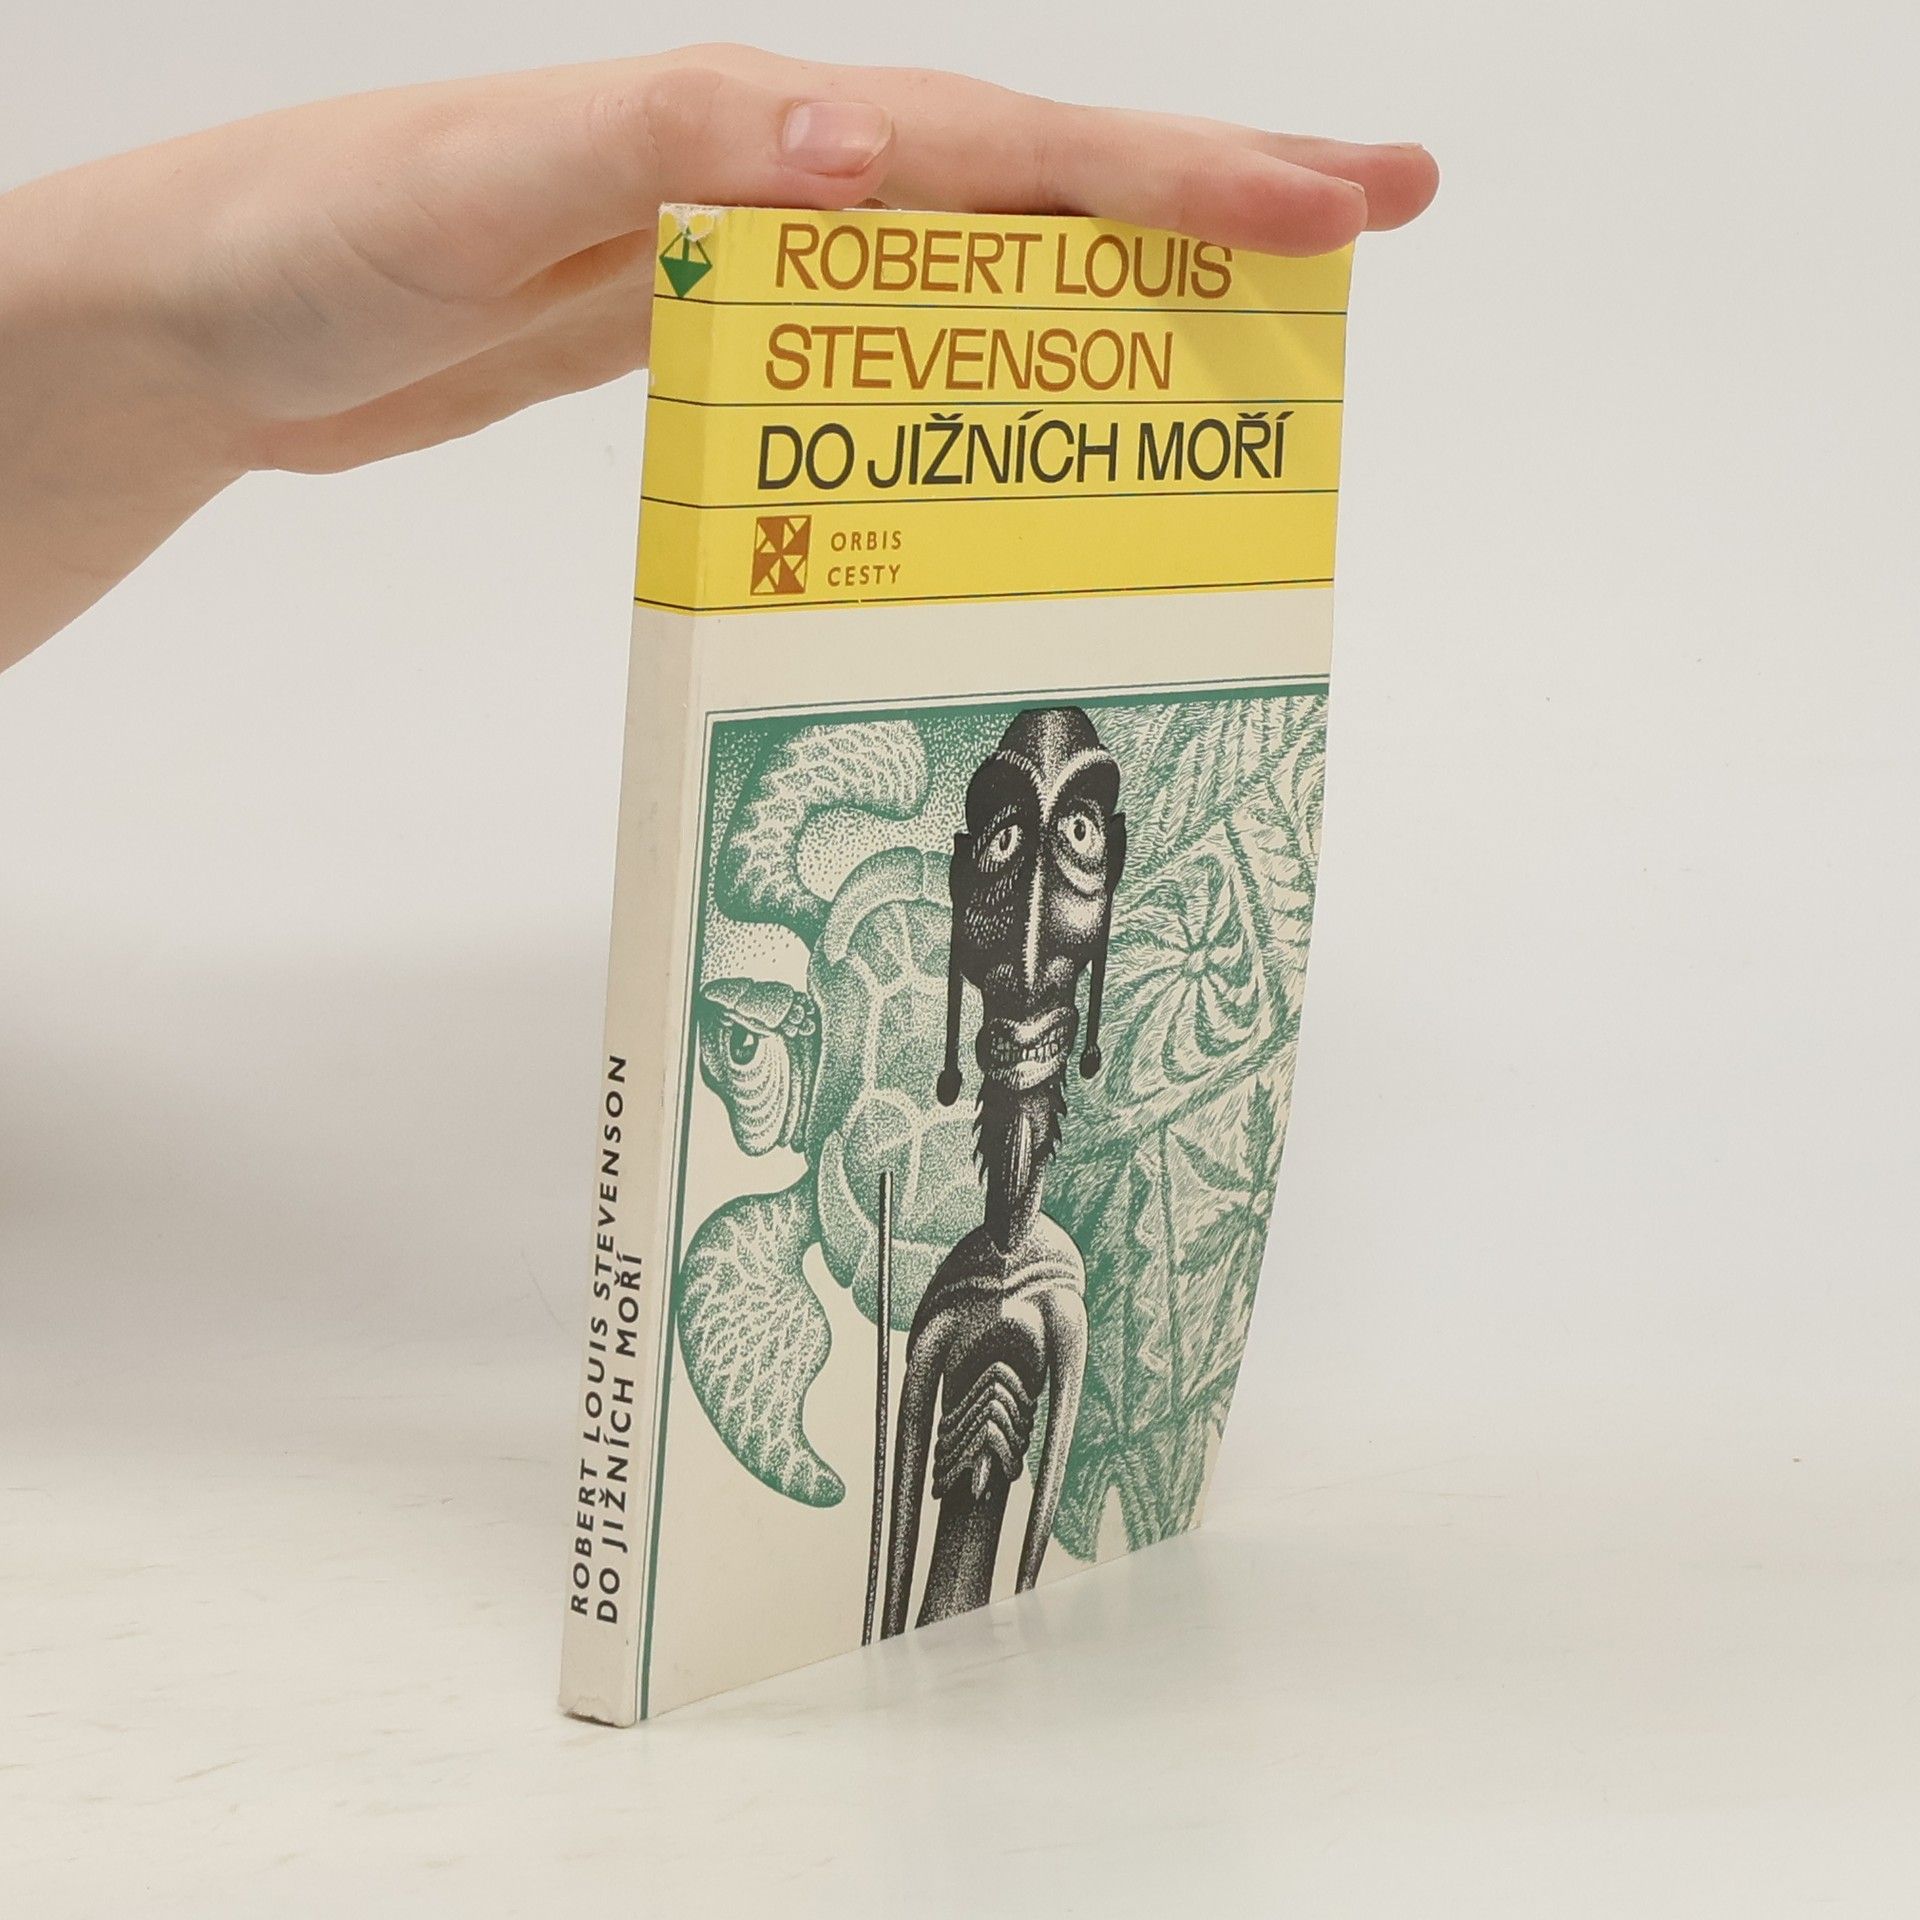 ROBERT LOUIS
STEVENSON
DO JIŽNÍCH MOŘÍ
ORBIS
CESTY
ROBERT LOUIS STEVENSON
DO JIŽNÍCH MOŘÍ